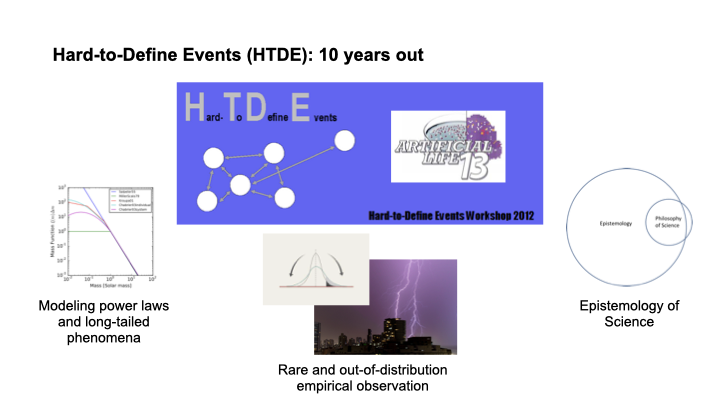 Hard-to-Define Events (HTDE): 10 years out
Hard- To Define Events
ARTIFICIAL
LIFE 13
Hard-to-Define Events Workshop 2012
Mass Function
Mass [Solar mass]
Epistemology
Philosophy
of Science
Modeling power laws
and long-tailed
phenomena
Rare and out-of-distribution
empirical observation
Epistemology of
Science